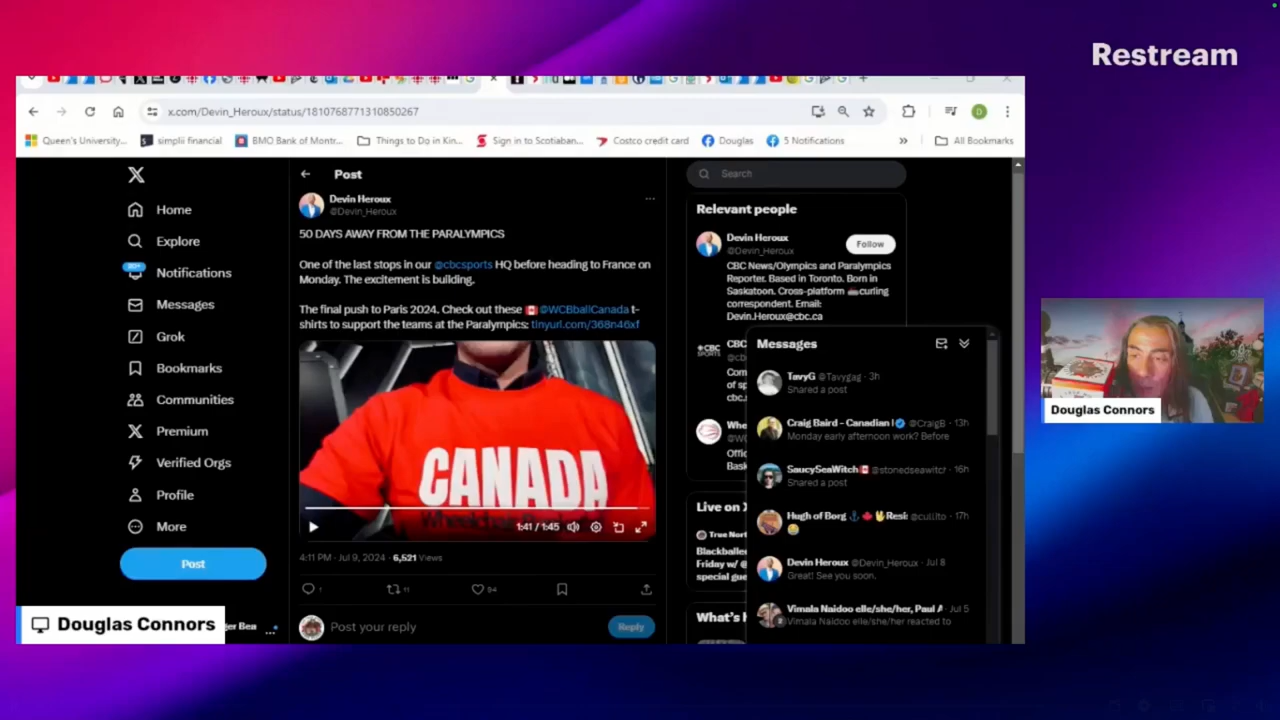 Restream
x.com/Devin_Heroux/status/1810768771310850267
Queen's University...
simplii financial
BMO Bank of Montr...
Things to Do in Kin...
Sign in to Scotiaban...
Costco credit card
Douglas
5 Notifications
All Bookmarks
Home
Explore
20+
Notifications
Messages
Grok
Bookmarks
Communities
Premium
Verified Orgs
Profile
More
Post
Douglas Connors
Post
Devin Heroux
@Devin_Heroux
50 DAYS AWAY FROM THE PARALYMPICS
One of the last stops in our @cbcsports HQ before heading to France on
Monday. The excitement is building.
The final push to Paris 2024. Check out these @WCBballCanada t-
shirts to support the teams at the Paralympics: tinyurl.com/368n46xf
CANADA
1:41 / 1:45
4:11 PM · Jul 9, 2024 · 6,521 Views
1
11
84
Post your reply
Reply
Search
Relevant people
Devin Heroux
@Devin_Heroux
Follow
CBC News/Olympics and Paralympics
Reporter. Based in Toronto. Born in
Saskatoon. Cross-platform curling
correspondent. Email:
Devin.Heroux@cbc.ca
Live on X
What's h
Messages
TavyG @Tavygag · 3h
Shared a post
Craig Baird - Canadian @CraigB · 13h
Monday early afternoon work? Before
SaucySeaWitch @stonedseawitch · 16h
Shared a post
Hugh of Borg Resi @cullto · 17h
Devin Heroux @Devin_Heroux · Jul 8
Great! See you soon.
Vimala Naidoo elle/she/her, Paul A · Jul 5
Vimala Naidoo elle/she/her reacted to
Douglas Connors